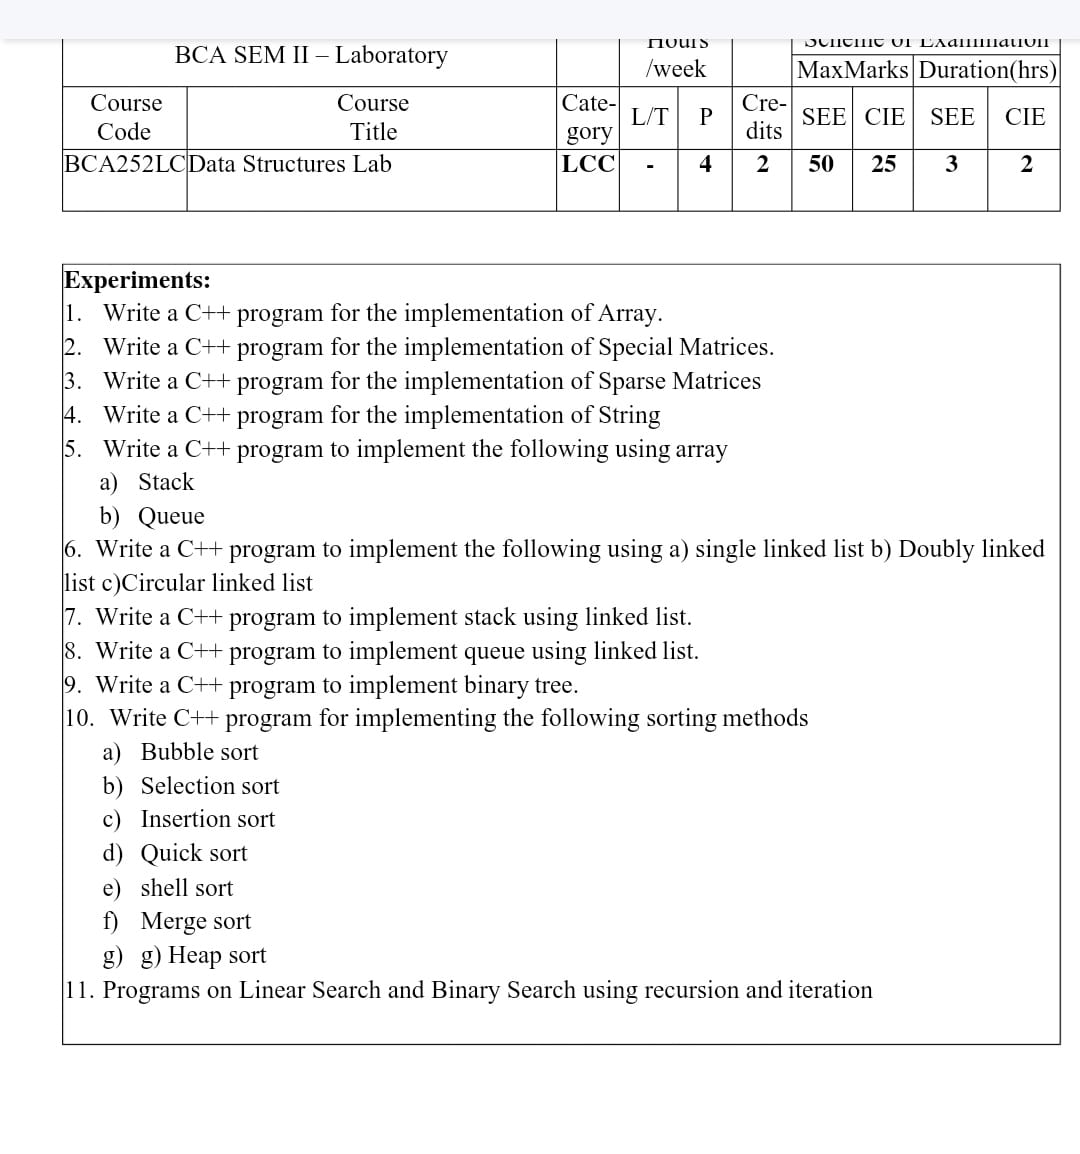 Hours
Scheme of Examination
BCA SEM II – Laboratory
/week
MaxMarks Duration(hrs)
Course Code
Course Title
Cate-gory
L/T
P
Cre-dits
SEE
CIE
SEE
CIE
BCA252LC Data Structures Lab LCC - 4 2 50 25 3 2
Experiments:
1. Write a C++ program for the implementation of Array.
2. Write a C++ program for the implementation of Special Matrices.
3. Write a C++ program for the implementation of Sparse Matrices
4. Write a C++ program for the implementation of String
5. Write a C++ program to implement the following using array
a) Stack
b) Queue
6. Write a C++ program to implement the following using a) single linked list b) Doubly linked
list c)Circular linked list
7. Write a C++ program to implement stack using linked list.
8. Write a C++ program to implement queue using linked list.
9. Write a C++ program to implement binary tree.
10. Write C++ program for implementing the following sorting methods
a) Bubble sort
b) Selection sort
c) Insertion sort
d) Quick sort
e) shell sort
f) Merge sort
g) g) Heap sort
11. Programs on Linear Search and Binary Search using recursion and iteration